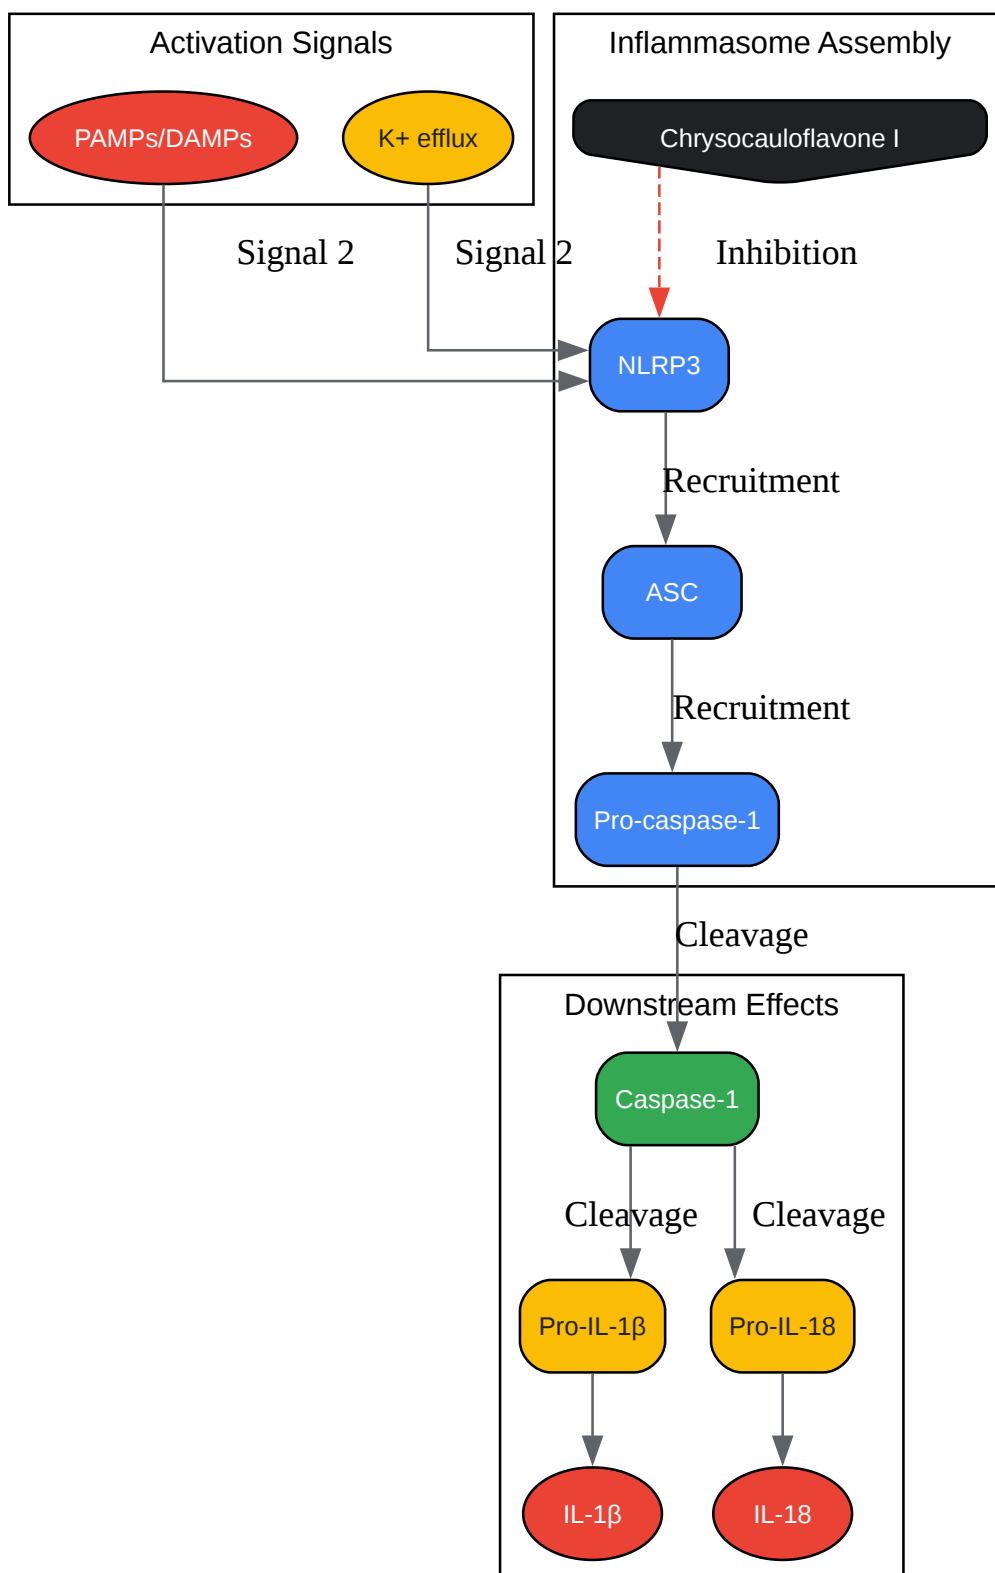 Activation Signals
Inflammasome Assembly
PAMPs/DAMPs
K+ efflux
Chrysocauloflavone I
Signal 2
Signal 2
Inhibition
NLRP3
Recruitment
ASC
Recruitment
Pro-caspase-1
Cleavage
Downstream Effects
Caspase-1
Cleavage
Cleavage
Pro-IL-1β
Pro-IL-18
IL-1β
IL-18